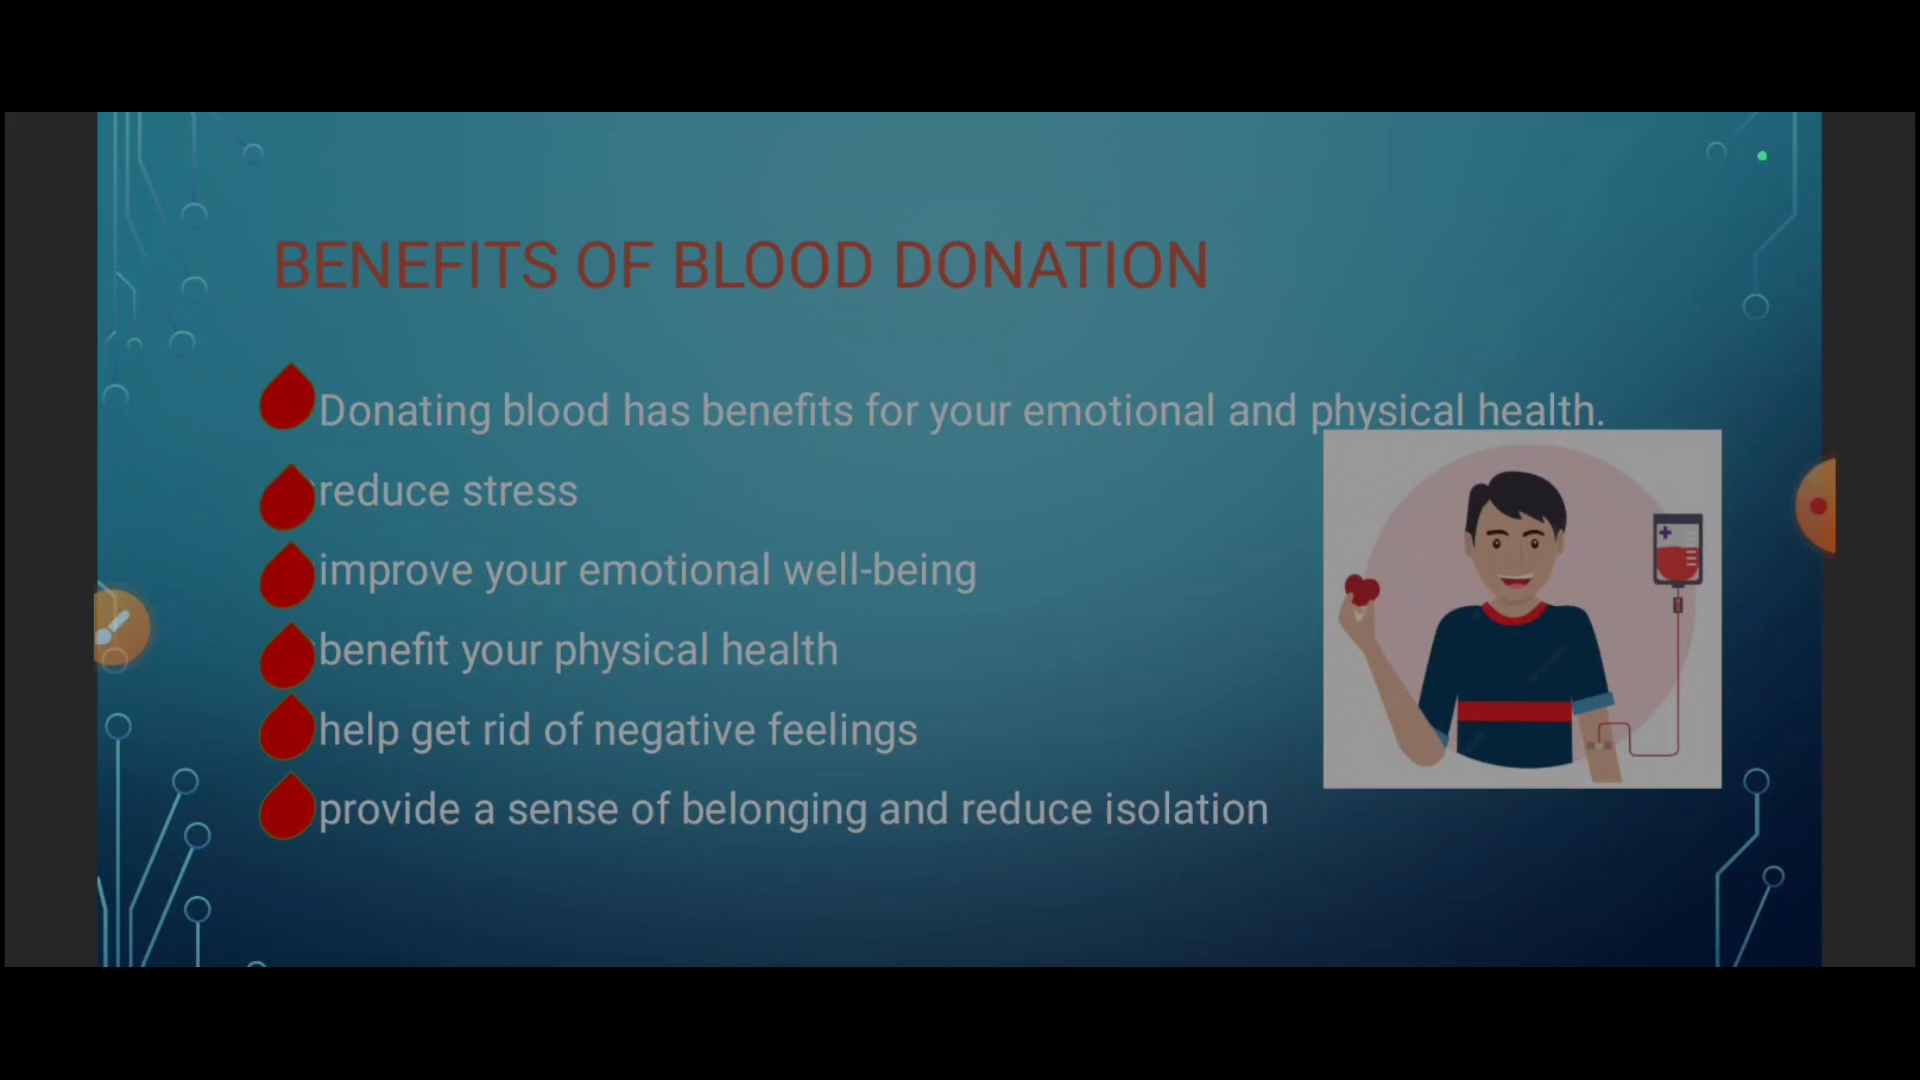 BENEFITS OF BLOOD DONATION
Donating blood has benefits for your emotional and physical health.
reduce stress
improve your emotional well-being
benefit your physical health
help get rid of negative feelings
provide a sense of belonging and reduce isolation